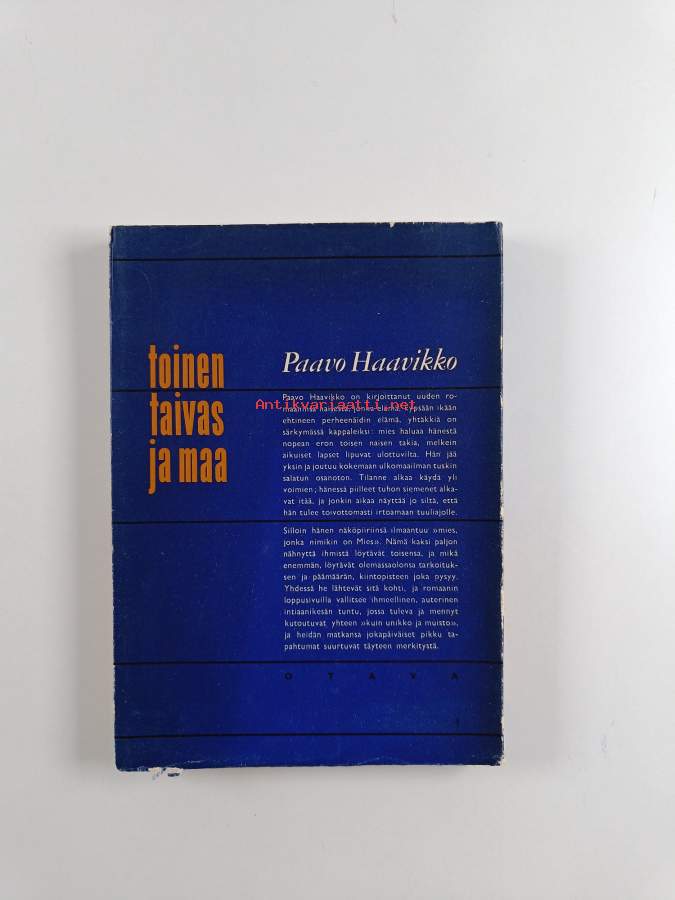 toinen
taivas
ja maa
Paavo Haavikko
Paavo Haavikko on kirjoittanut uuden ro-
maaninsa naisesta, jonka elämä, kypsään ikään
ehtineen perheenäidin elämä, yhtäkkiä on
särkymässä kappaleiksi: mies haluaa hänestä
nopean eron toisen naisen takia, melkein
aikuiset lapset lipuvat ulottuvilta. Hän jää
yksin ja joutuu kokemaan ulkomaailman tuskin
salatun osanoton. Tilanne alkaa käydä yli
voimien; hänessä piilleet tuhon siemenet alka-
vat itää, ja jonkin aikaa näyttää jo siltä, että
hän tulee toivottomasti irtoamaan tuuliajolle.
Silloin hänen näköpiiriinsä ilmaantuu »mies,
jonka nimikin on Mies». Nämä kaksi paljon
nähnyttä ihmistä löytävät toisensa, ja mikä
enemmän, löytävät olemassaolonsa tarkoituk-
sen ja päämäärän, kiintopisteen joka pysyy.
Yhdessä he lähtevät sitä kohti, ja romaanin
loppusivuilla vallitsee ihmeellinen, auterinen
intiaanikesän tuntu, jossa tuleva ja mennyt
kutoutuvat yhteen »kuin unikko ja muisto»,
ja heidän matkansa jokapäiväiset pikku ta-
pahtumat suurtuvat täyteen merkitystä.
OTAVA
Antikvariaatti.net